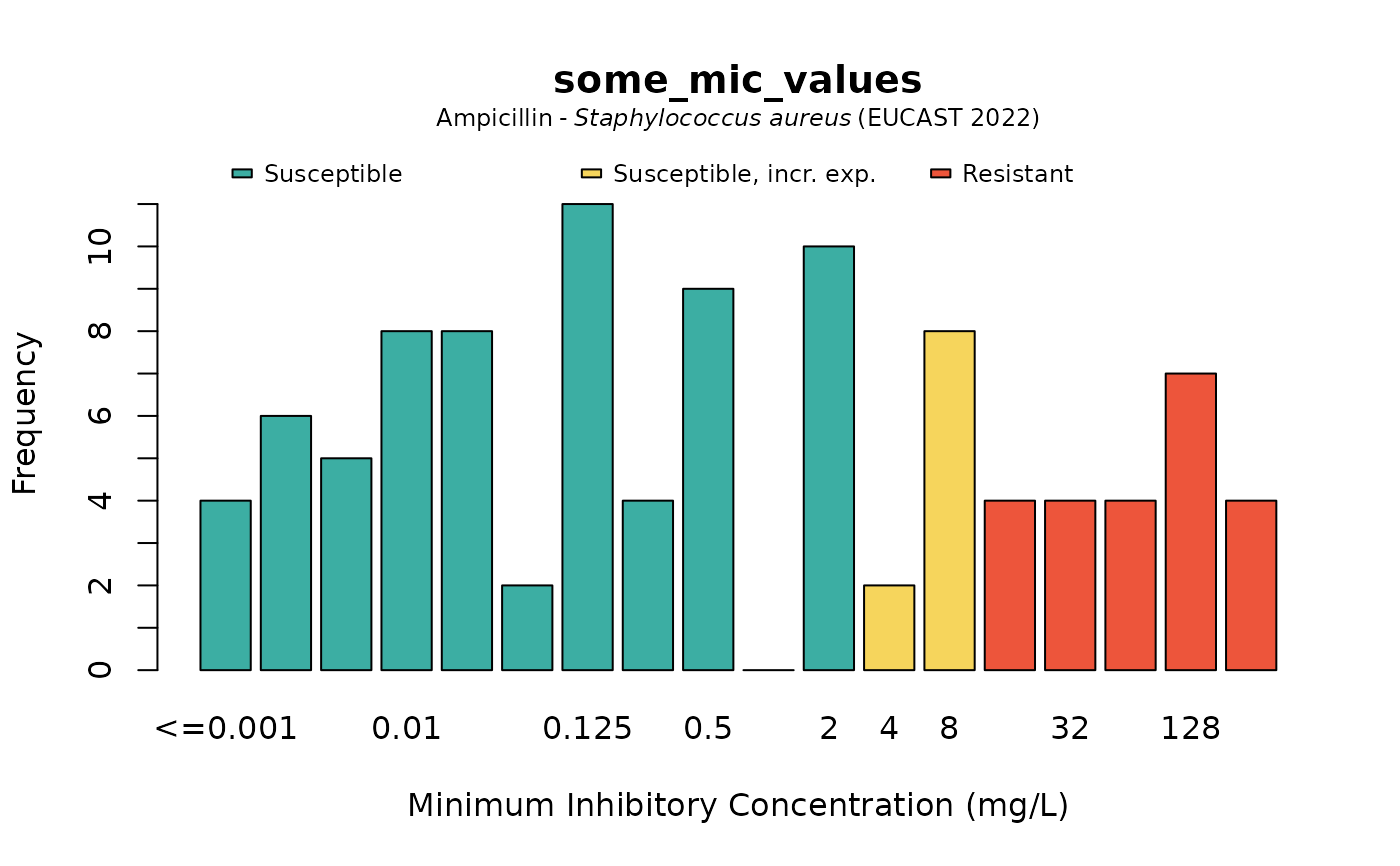 some_mic_values
Ampicillin - Staphylococcus aureus (EUCAST 2022)
Susceptible Susceptible, incr. exp. Resistant
Frequency
10
8
6
4
2
0
<=0.001 0.01 0.125 0.5 2 4 8 32 128
Minimum Inhibitory Concentration (mg/L)